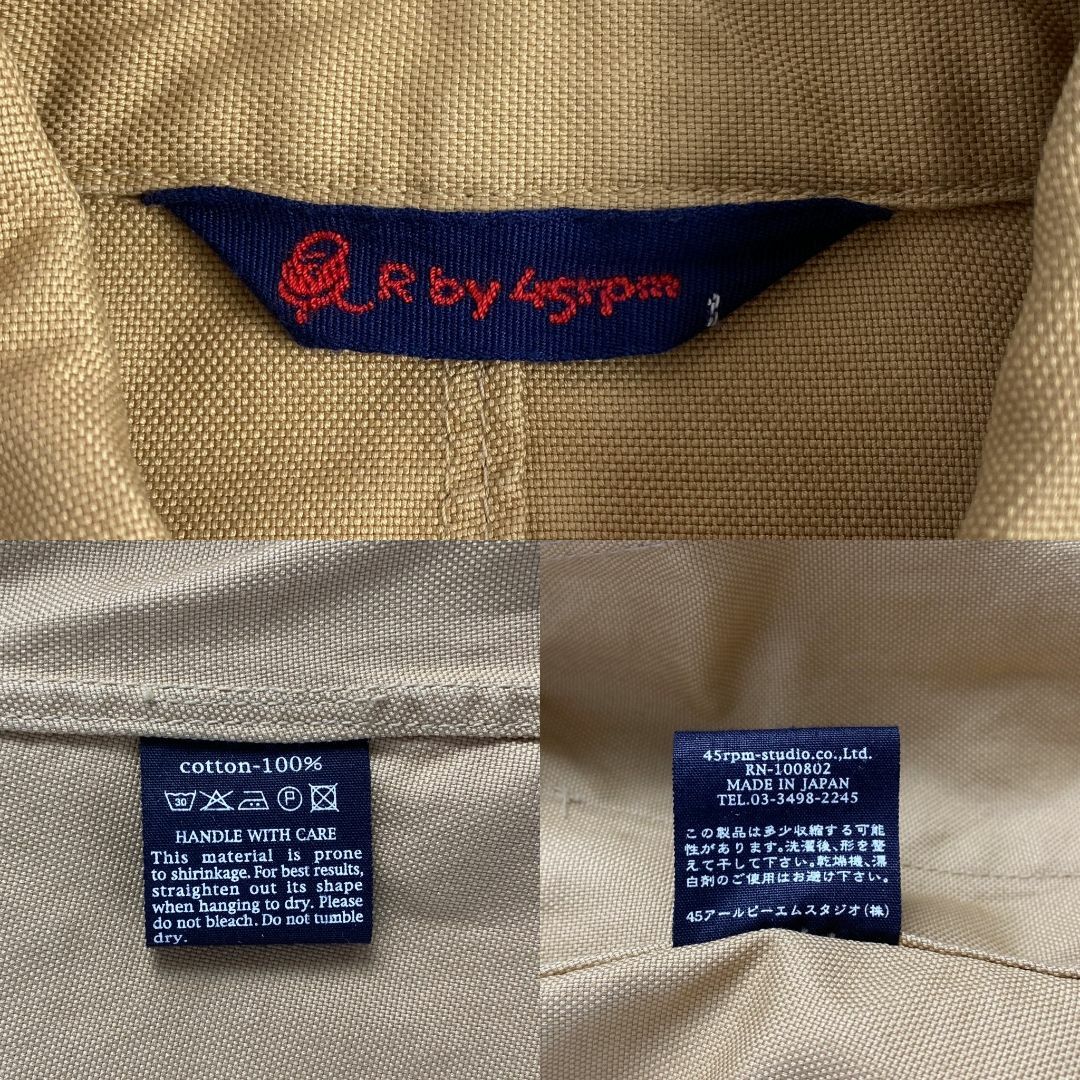 R by 45rpm
3
cotton-100%
30 P
HANDLE WITH CARE
This material is prone
to shirinkage. For best results,
straighten out its shape
when hanging to dry. Please
do not bleach. Do not tumble
dry.
45rpm-studio.co.,Ltd.
RN-100802
MADE IN JAPAN
TEL.03-3498-2245
この製品は多少収縮する可能
性があります。洗濯後、形を整
えて干して下さい。乾燥機、漂
白剤のご使用はお避け下さい。
45アールピーエムスタジオ(株)